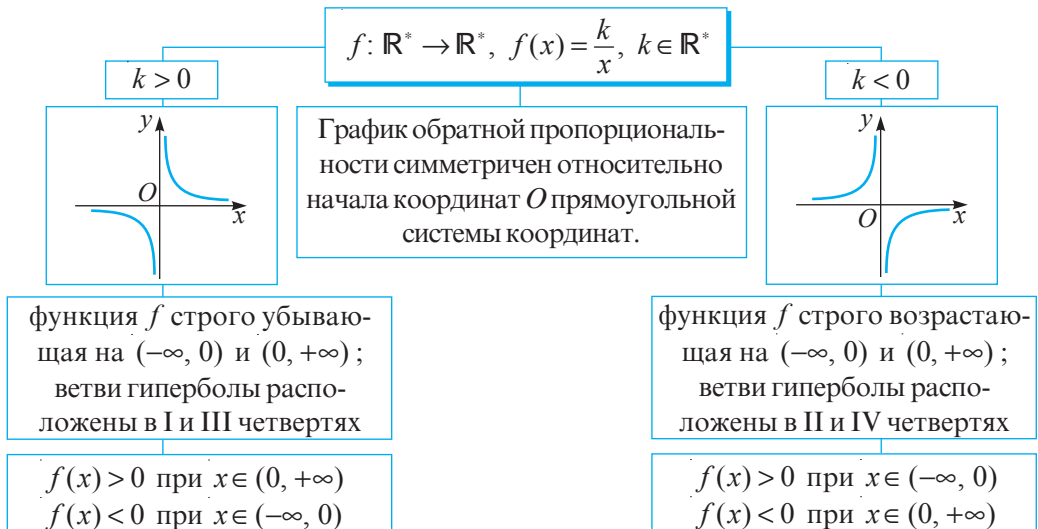 f: ℝ* → ℝ*, f(x) = k/x, k ∈ ℝ*
k > 0
y
O
x
График обратной пропорциональ-
ности симметричен относительно
начала координат O прямоугольной
системы координат.
k < 0
y
O
x
функция f строго убываю-
щая на (−∞, 0) и (0, +∞);
ветви гиперболы распо-
ложены в I и III четвертях
f(x) > 0 при x ∈ (0, +∞)
f(x) < 0 при x ∈ (−∞, 0)
функция f строго возрастаю-
щая на (−∞, 0) и (0, +∞);
ветви гиперболы распо-
ложены в II и IV четвертях
f(x) > 0 при x ∈ (−∞, 0)
f(x) < 0 при x ∈ (0, +∞)